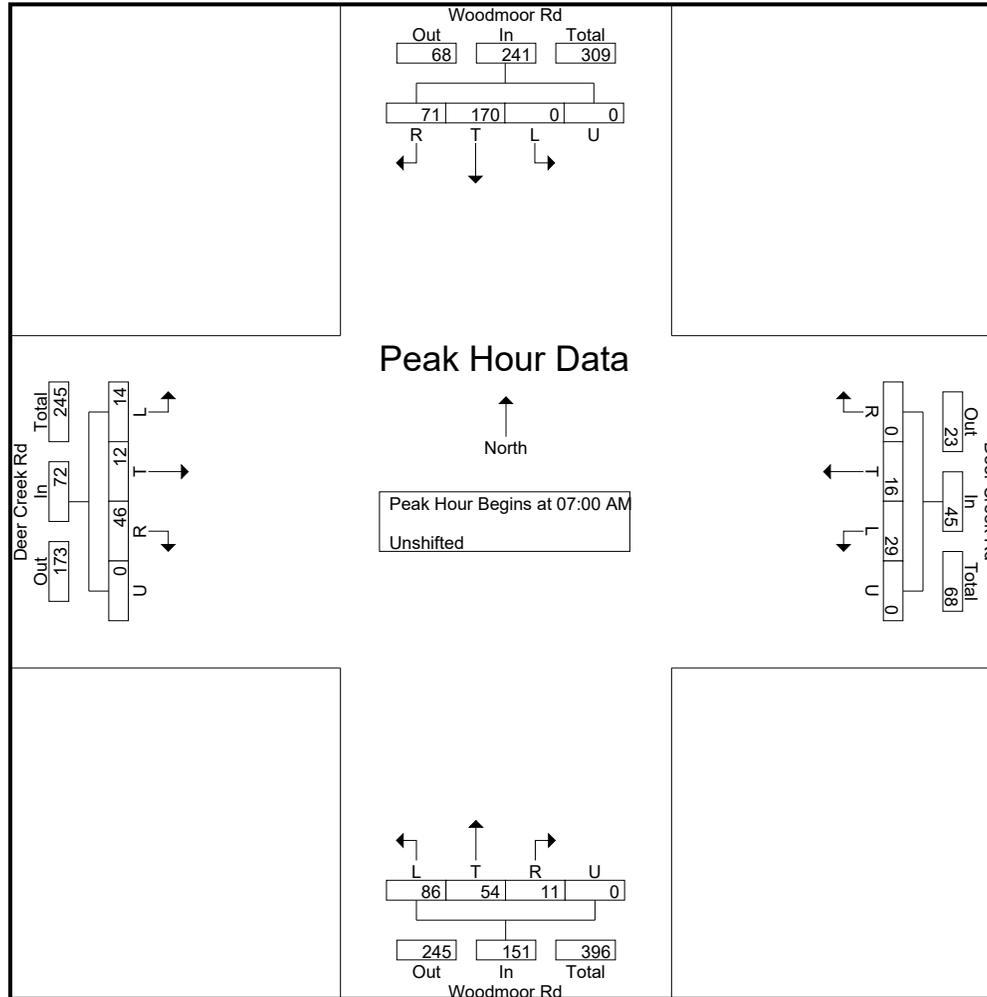 Woodmoor Rd
Out In Total
68 241 309
71 170 0 0
R T L U
Peak Hour Data
North
Peak Hour Begins at 07:00 AM
Unshifted
Deer Creek Rd
Total In Out
245 72 173
14 12 46 0
L T R U
R T L U
0 16 29 0
Out In Total
23 45 68
Deer Creek Rd
L T R U
86 54 11 0
245 151 396
Out In Total
Woodmoor Rd